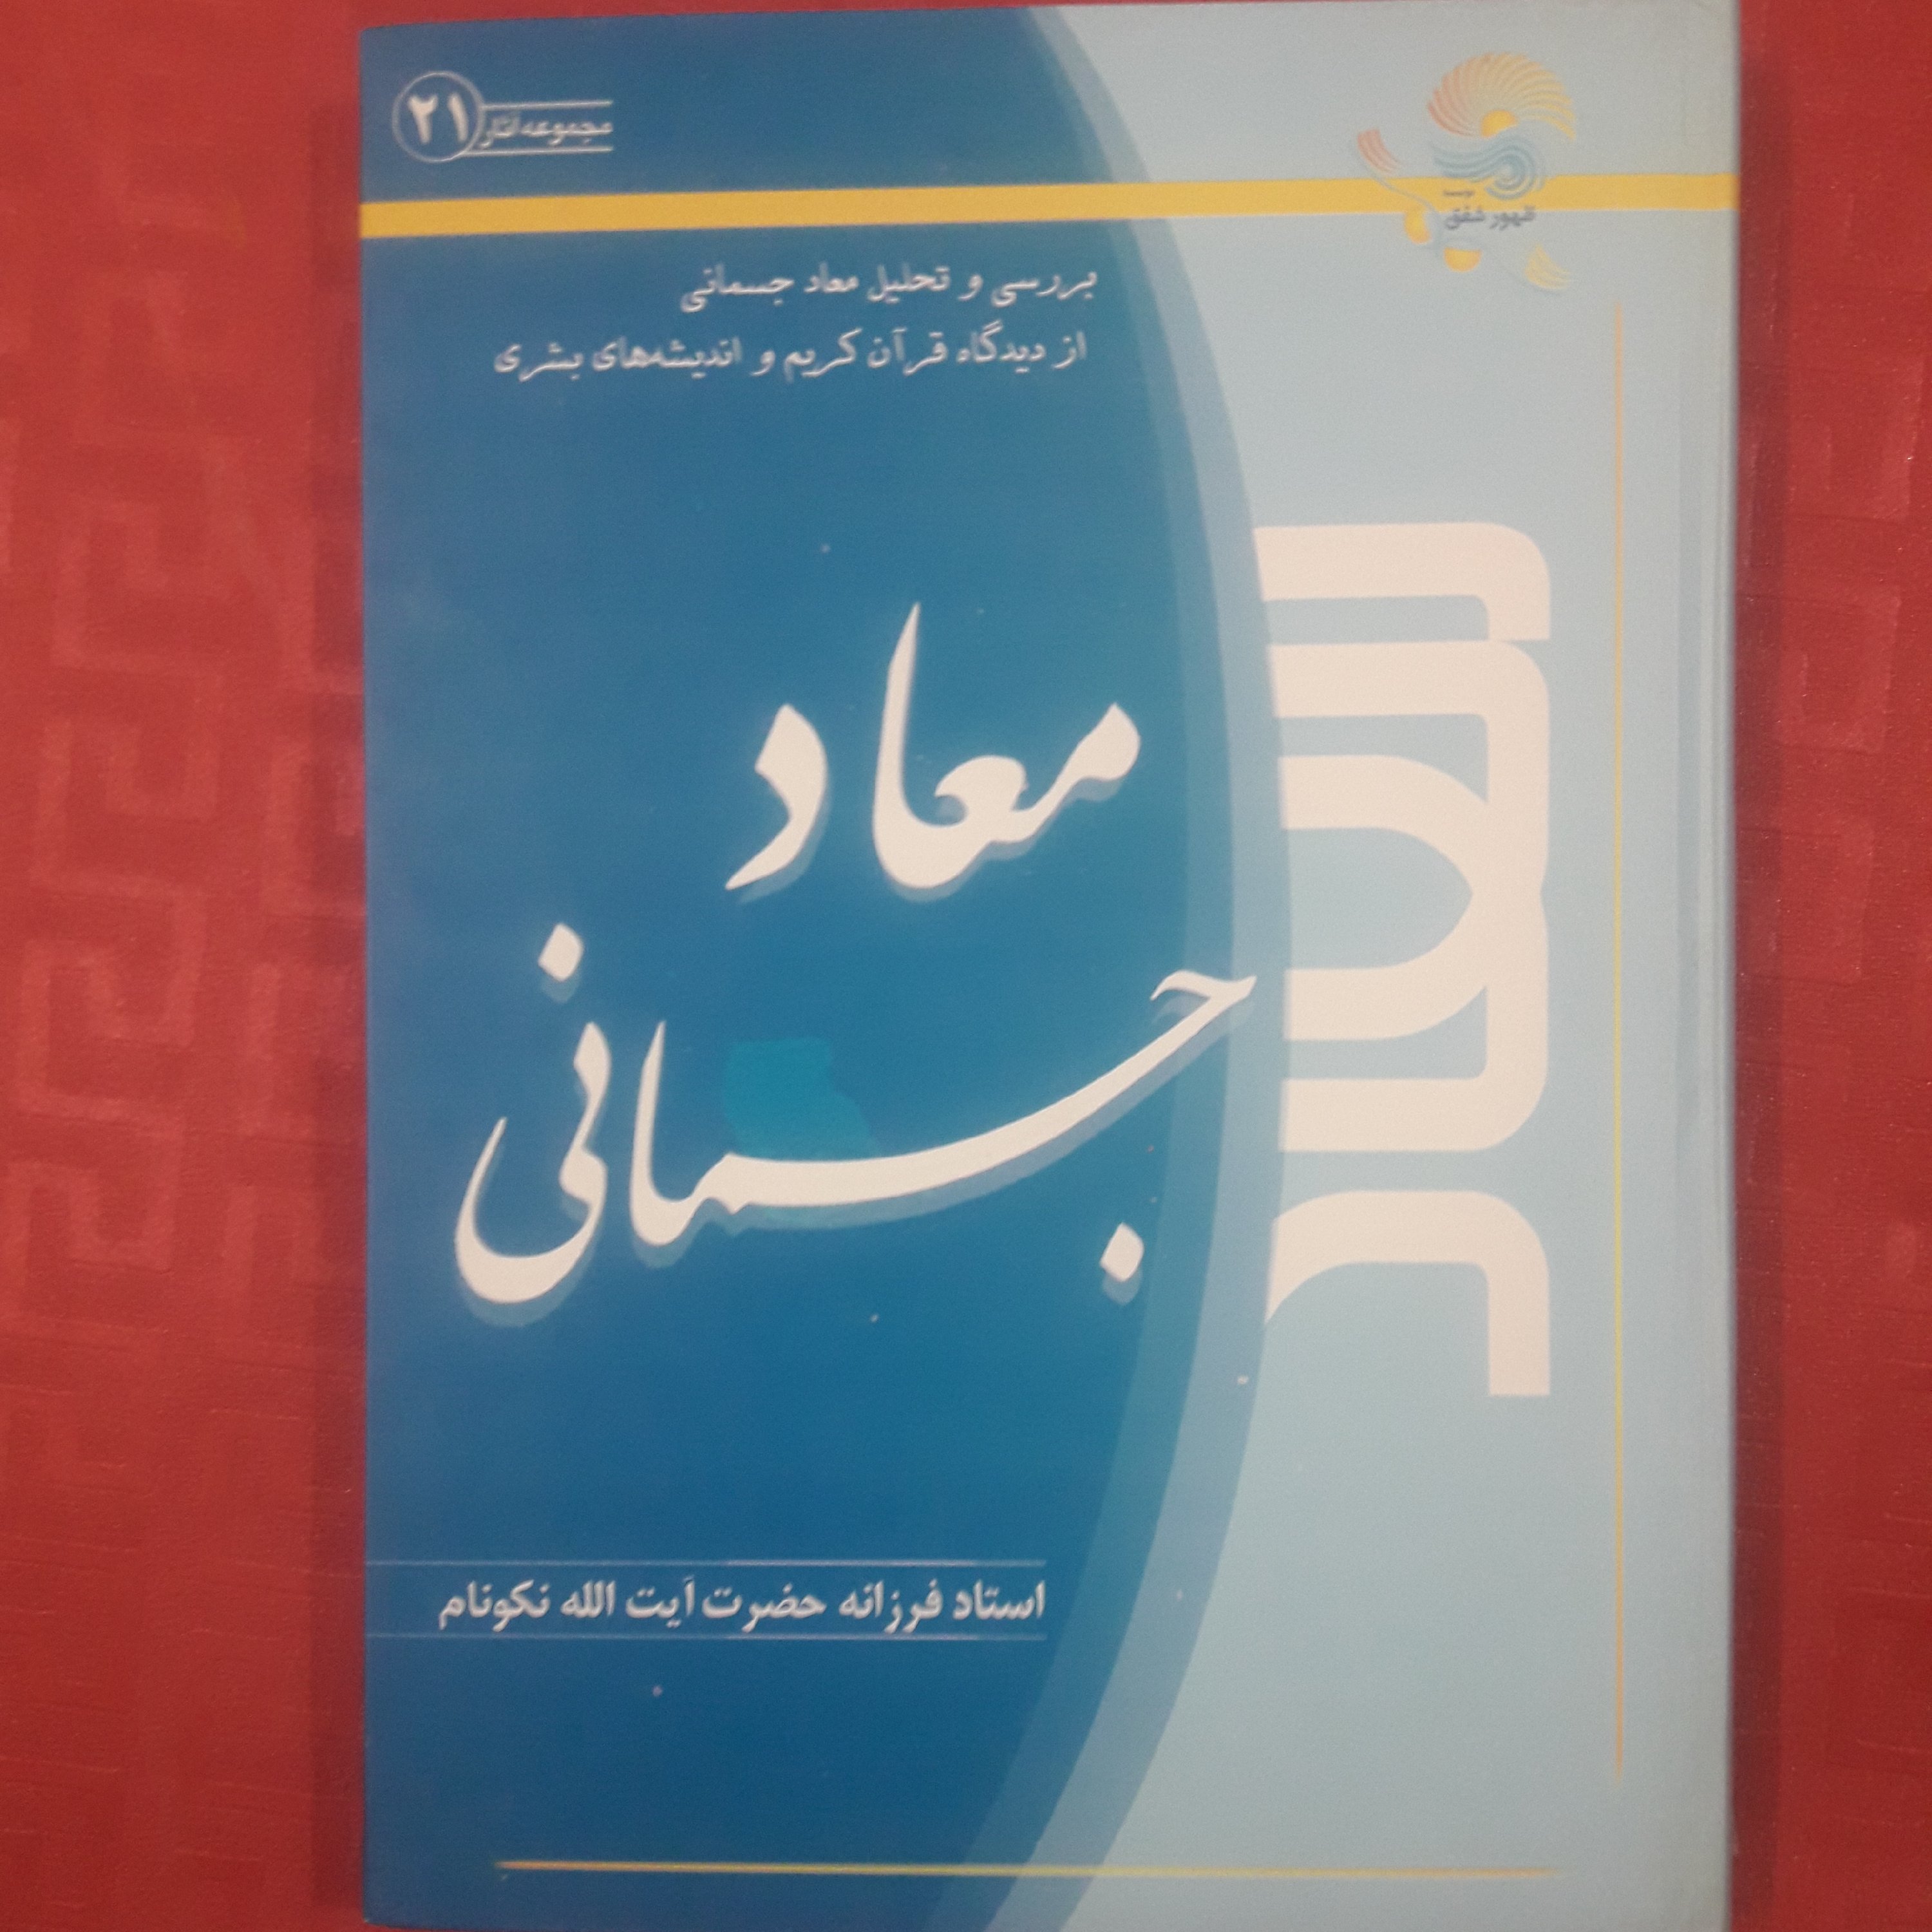 مجموعه آثار ۲۱
ظهور شفق
بررسی و تحلیل معاد جسمانی
از دیدگاه قرآن کریم و اندیشه‌های بشری
معاد
جسمانی
استاد فرزانه حضرت آیت الله نکونام